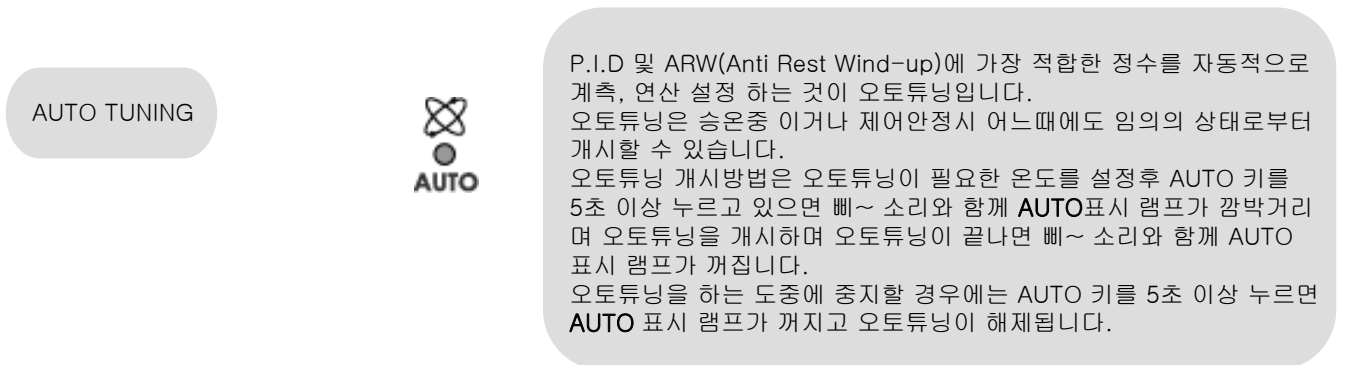 AUTO TUNING
AUTO
P.I.D 및 ARW(Anti Rest Wind-up)에 가장 적합한 정수를 자동적으로
계측, 연산 설정 하는 것이 오토튜닝입니다.
오토튜닝은 승온중 이거나 제어안정시 어느때에도 임의의 상태로부터
개시할 수 있습니다.
오토튜닝 개시방법은 오토튜닝이 필요한 온도를 설정후 AUTO 키를
5초 이상 누르고 있으면 삐~ 소리와 함께 AUTO표시 램프가 깜박거리
며 오토튜닝을 개시하며 오토튜닝이 끝나면 삐~ 소리와 함께 AUTO
표시 램프가 꺼집니다.
오토튜닝을 하는 도중에 중지할 경우에는 AUTO 키를 5초 이상 누르면
AUTO 표시 램프가 꺼지고 오토튜닝이 해제됩니다.